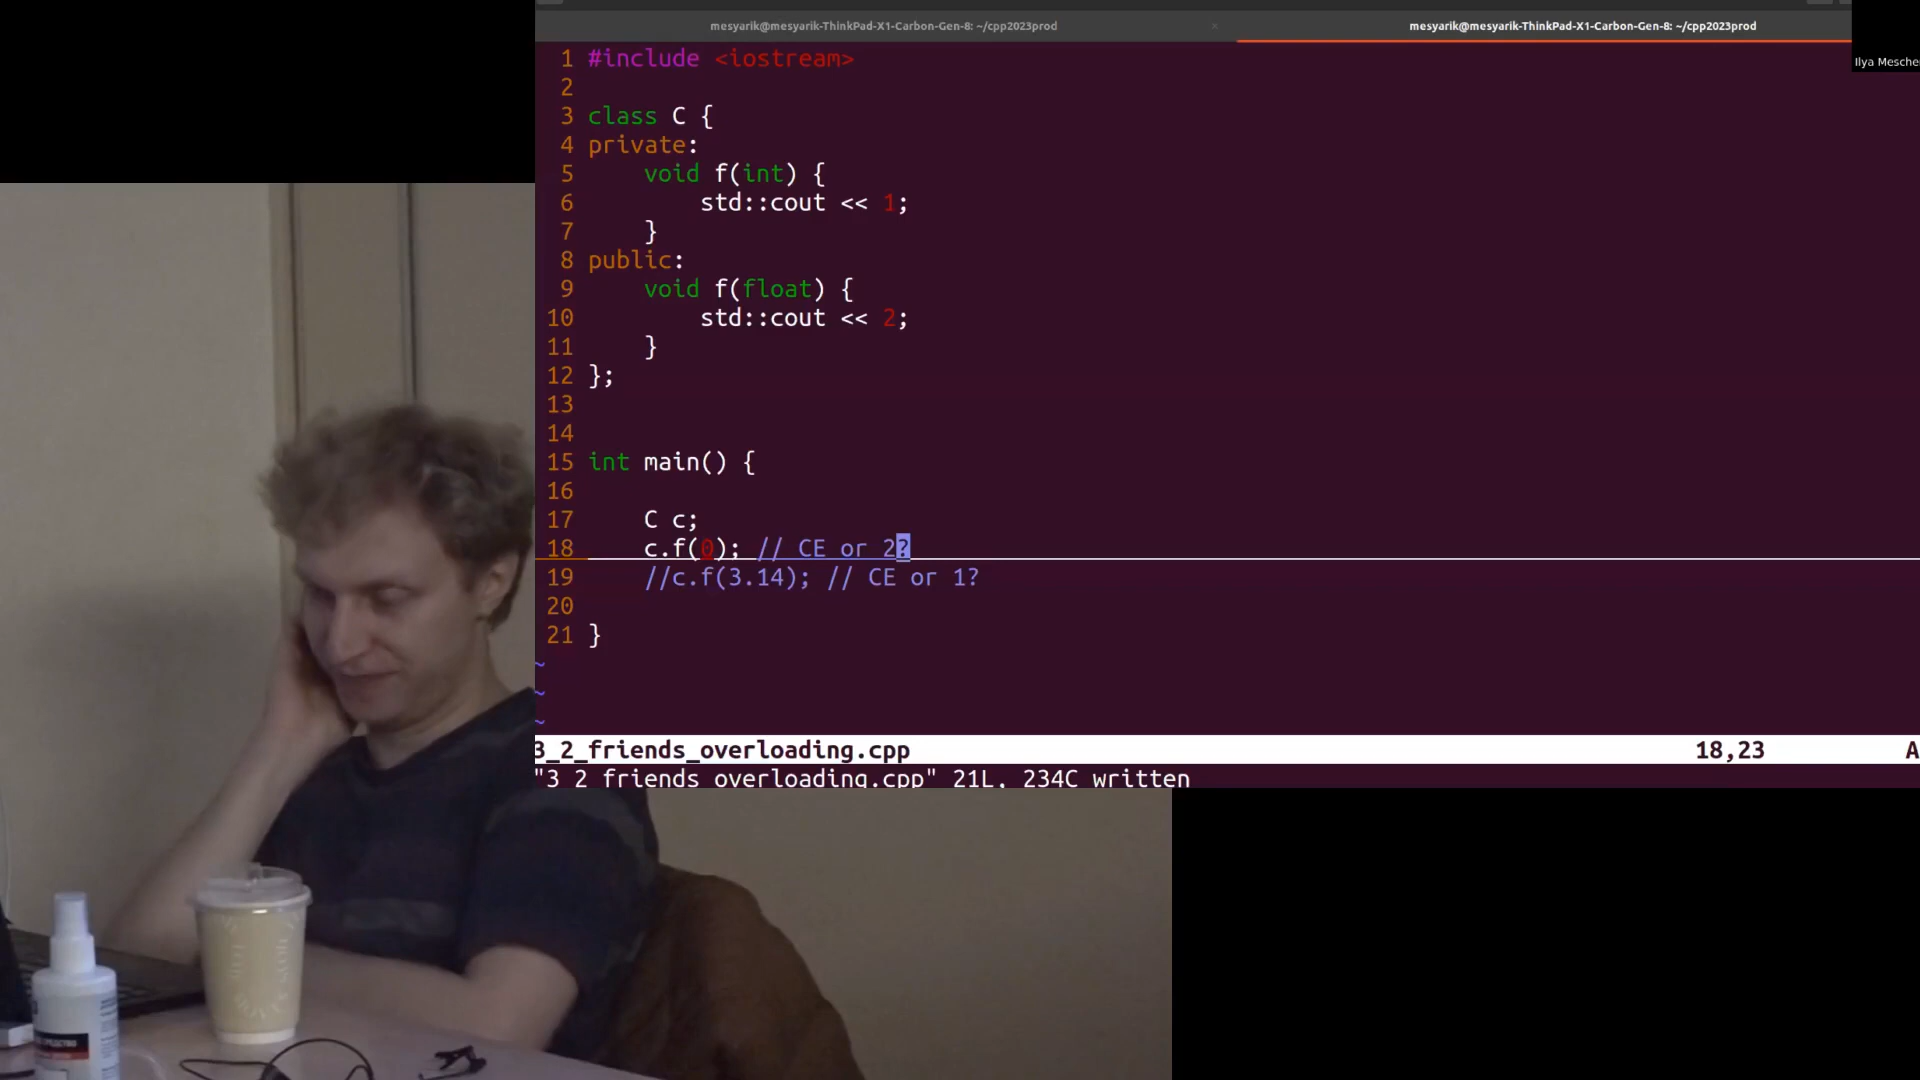 mesyarik@mesyarik-ThinkPad-X1-Carbon-Gen-8: ~/cpp2023prod × mesyarik@mesyarik-ThinkPad-X1-Carbon-Gen-8: ~/cpp2023prod
Ilya Mesche
1 #include <iostream>
2
3 class C {
4 private:
5     void f(int) {
6         std::cout << 1;
7     }
8 public:
9     void f(float) {
10         std::cout << 2;
11     }
12 };
13
14
15 int main() {
16
17     C c;
18     c.f(0); // CE or 2?
19     //c.f(3.14); // CE or 1?
20
21 }
~
~
~
3_2_friends_overloading.cpp 18,23 A
"3_2_friends_overloading.cpp" 21L, 234C written